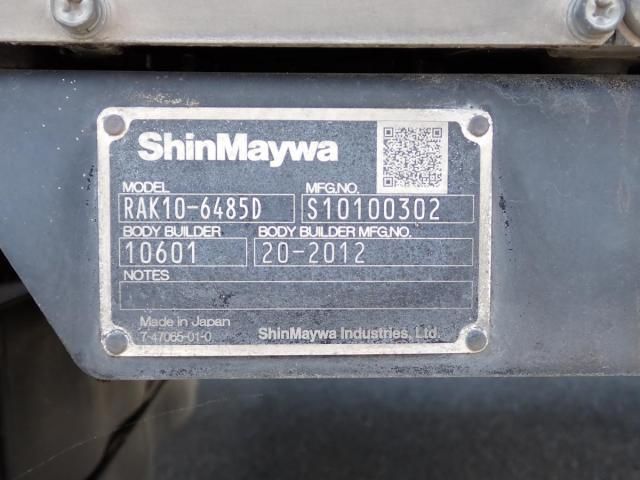 ShinMaywa
MODEL MFG.NO.
RAK10-6485D S10100302
BODY BUILDER BODY BUILDER MFG.NO.
10601 20-2012
NOTES
Made in Japan
7-47065-01-0 ShinMaywa Industries, Ltd.